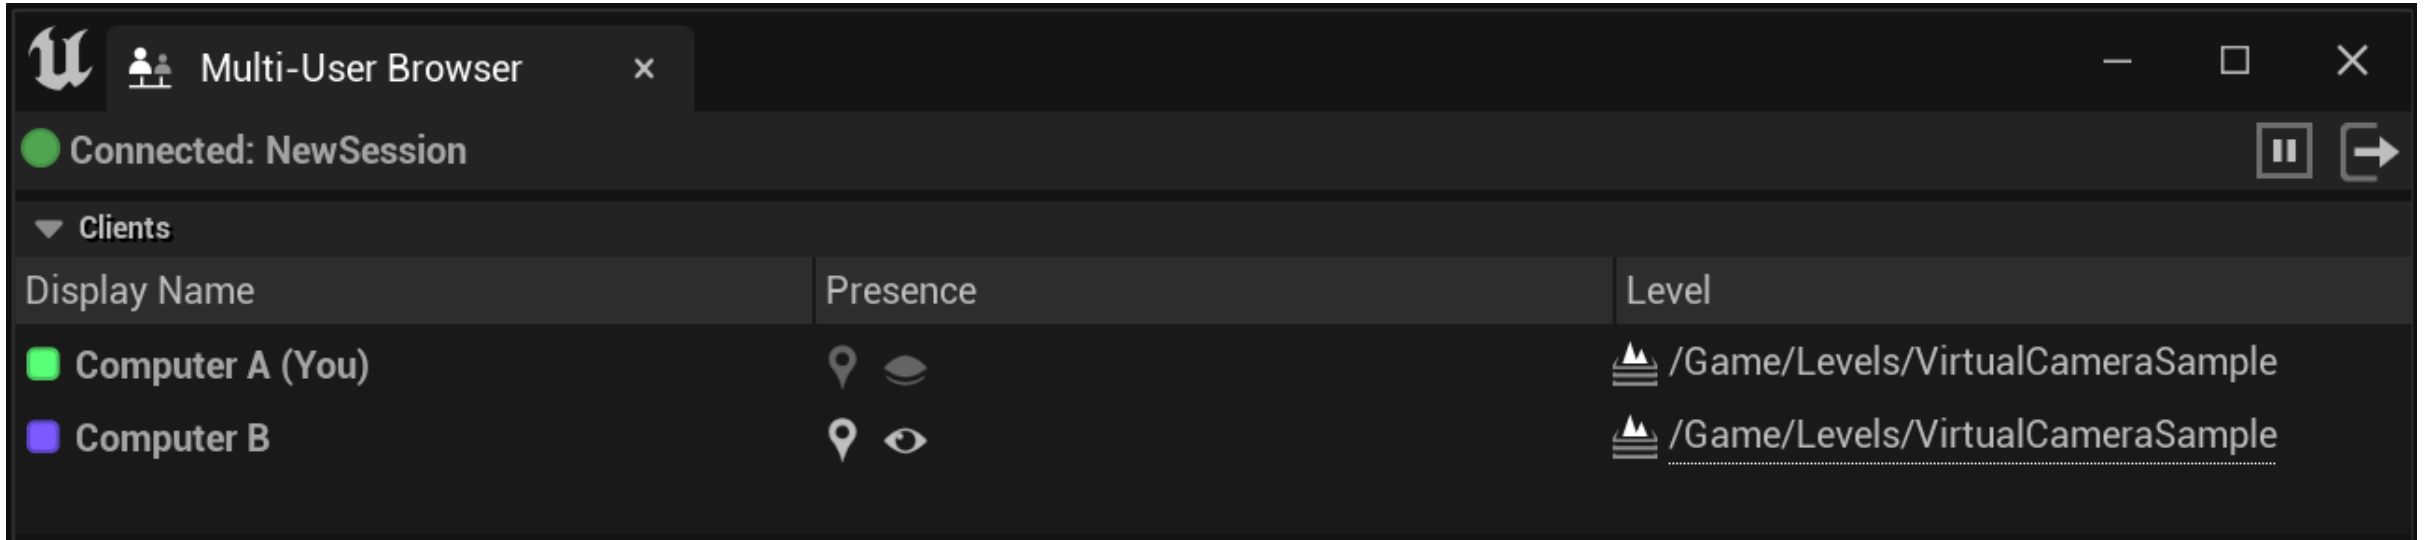 Multi-User Browser
Connected: NewSession
Clients
Display Name Presence Level
Computer A (You) /Game/Levels/VirtualCameraSample
Computer B /Game/Levels/VirtualCameraSample